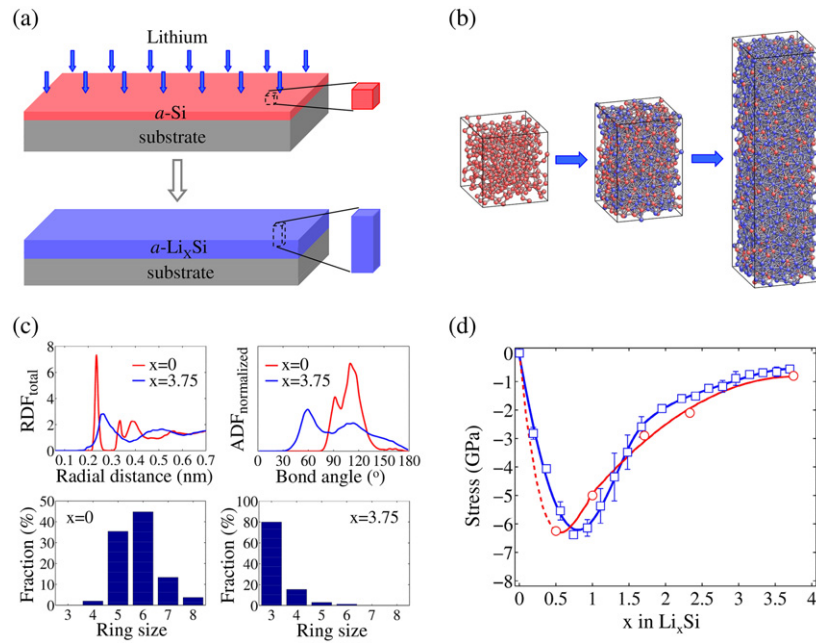 (a)
Lithium
a-Si
substrate
a-LiₓSi
substrate
(b)
(c)
RDFtotal
x=0
x=3.75
0.1 0.2 0.3 0.4 0.5 0.6 0.7
Radial distance (nm)
8
6
4
2
0
ADFnormalized
x=0
x=3.75
0 30 60 90 120 150 180
Bond angle (°)
Fraction (%)
50
40
30
20
10
0
x=0
3 4 5 6 7 8
Ring size
Fraction (%)
100
80
60
40
20
0
x=3.75
3 4 5 6 7 8
Ring size
(d)
Stress (GPa)
0
−1
−2
−3
−4
−5
−6
−7
−8
0 0.5 1 1.5 2 2.5 3 3.5 4
x in LiₓSi